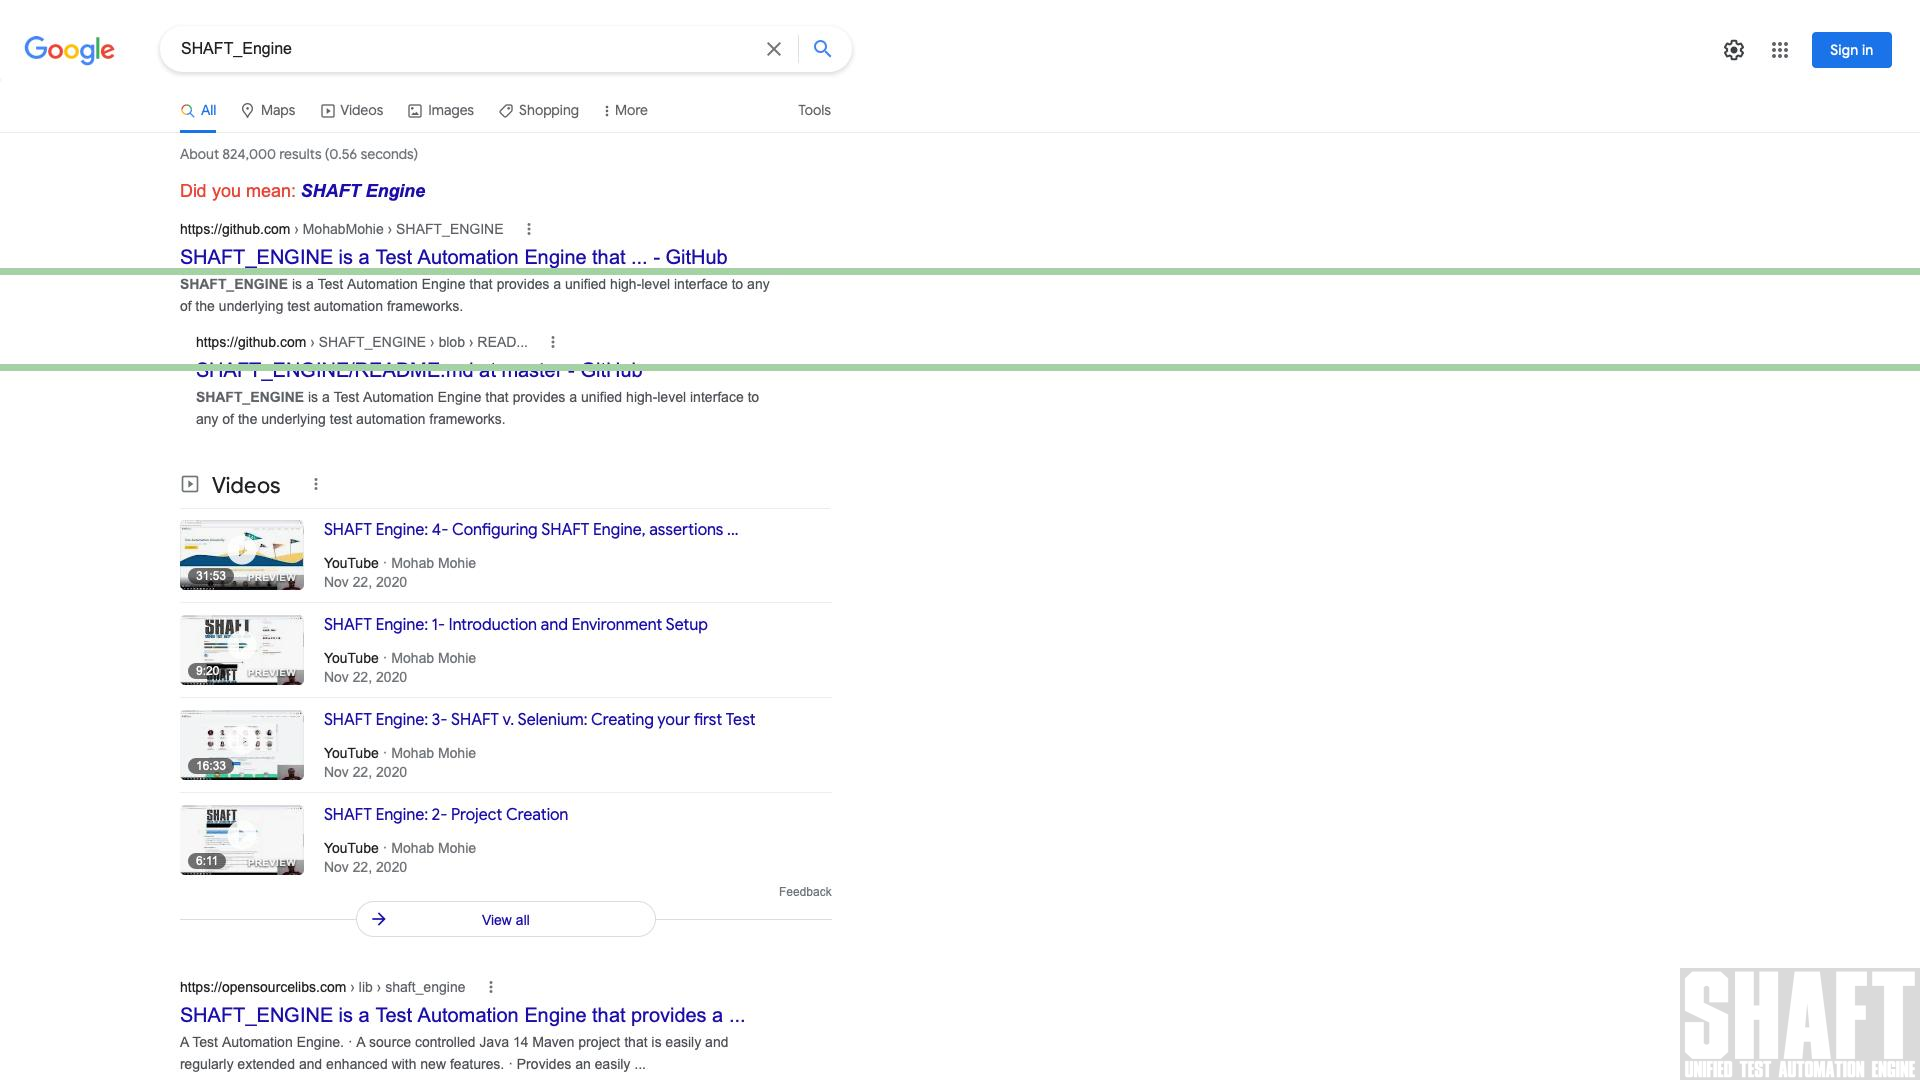 Google
SHAFT_Engine
Sign in
All Maps Videos Images Shopping More Tools
About 824,000 results (0.56 seconds)
Did you mean: SHAFT Engine
https://github.com › MohabMohie › SHAFT_ENGINE
SHAFT_ENGINE is a Test Automation Engine that ... - GitHub
SHAFT_ENGINE is a Test Automation Engine that provides a unified high-level interface to any
of the underlying test automation frameworks.
https://github.com › SHAFT_ENGINE › blob › READ...
SHAFT_ENGINE/README.md at master - GitHub
SHAFT_ENGINE is a Test Automation Engine that provides a unified high-level interface to
any of the underlying test automation frameworks.
Videos
SHAFT Engine: 4- Configuring SHAFT Engine, assertions ...
31:53 PREVIEW
YouTube · Mohab Mohie
Nov 22, 2020
SHAFT Engine: 1- Introduction and Environment Setup
SHAFT
9:20 PREVIEW
SHAFT
YouTube · Mohab Mohie
Nov 22, 2020
SHAFT Engine: 3- SHAFT v. Selenium: Creating your first Test
16:33
YouTube · Mohab Mohie
Nov 22, 2020
SHAFT Engine: 2- Project Creation
SHAFT
6:11 PREVIEW
YouTube · Mohab Mohie
Nov 22, 2020
Feedback
View all
https://opensourcelibs.com › lib › shaft_engine
SHAFT_ENGINE is a Test Automation Engine that provides a ...
A Test Automation Engine. · A source controlled Java 14 Maven project that is easily and
regularly extended and enhanced with new features. · Provides an easily ...
SHAFT
UNIFIED TEST AUTOMATION ENGINE